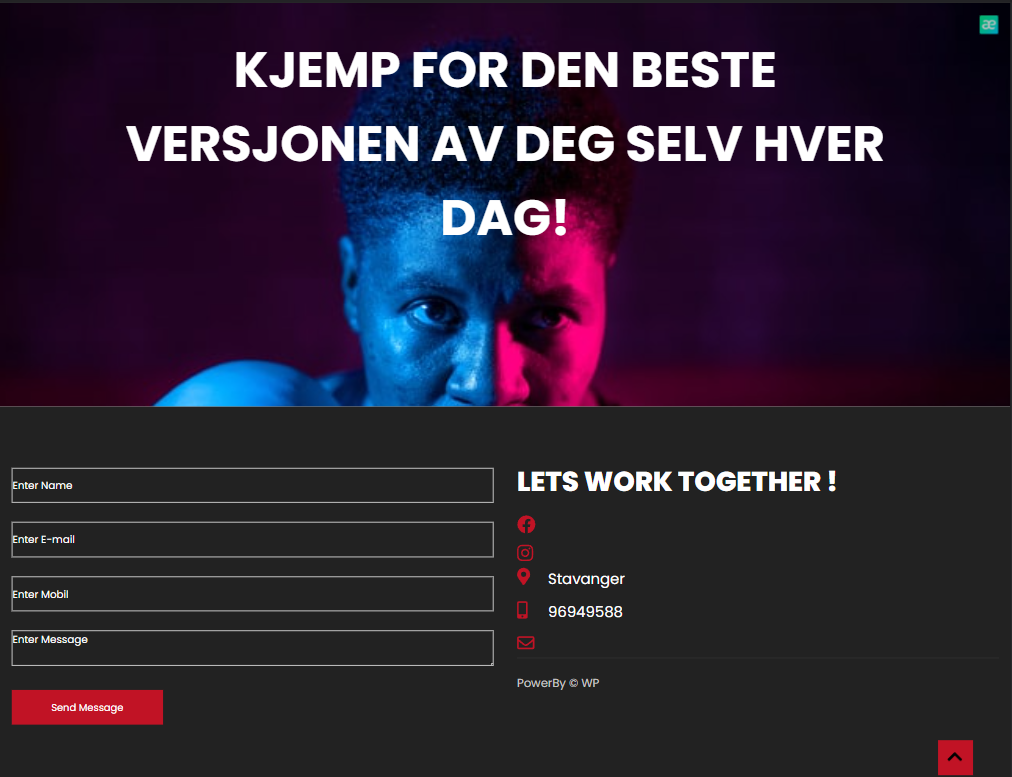 æ
KJEMP FOR DEN BESTE
VERSJONEN AV DEG SELV HVER
DAG!
Enter Name
Enter E-mail
Enter Mobil
Enter Message
Send Message
LETS WORK TOGETHER !
Stavanger
96949588
PowerBy © WP